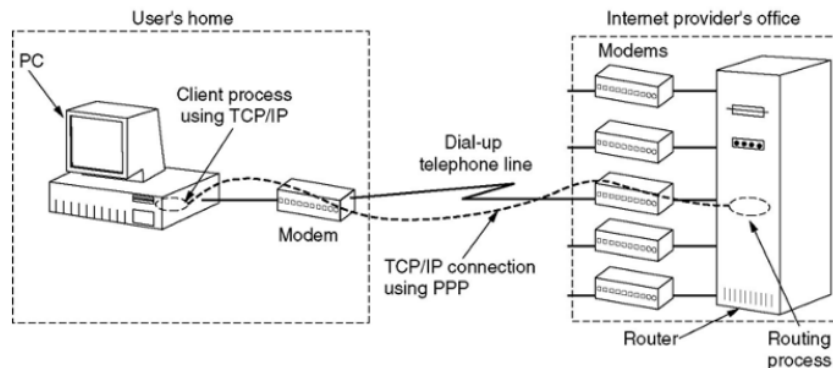 User's home
Internet provider's office
PC
Modems
Client process
using TCP/IP
Dial-up
telephone line
Modem
TCP/IP connection
using PPP
Router
Routing
process